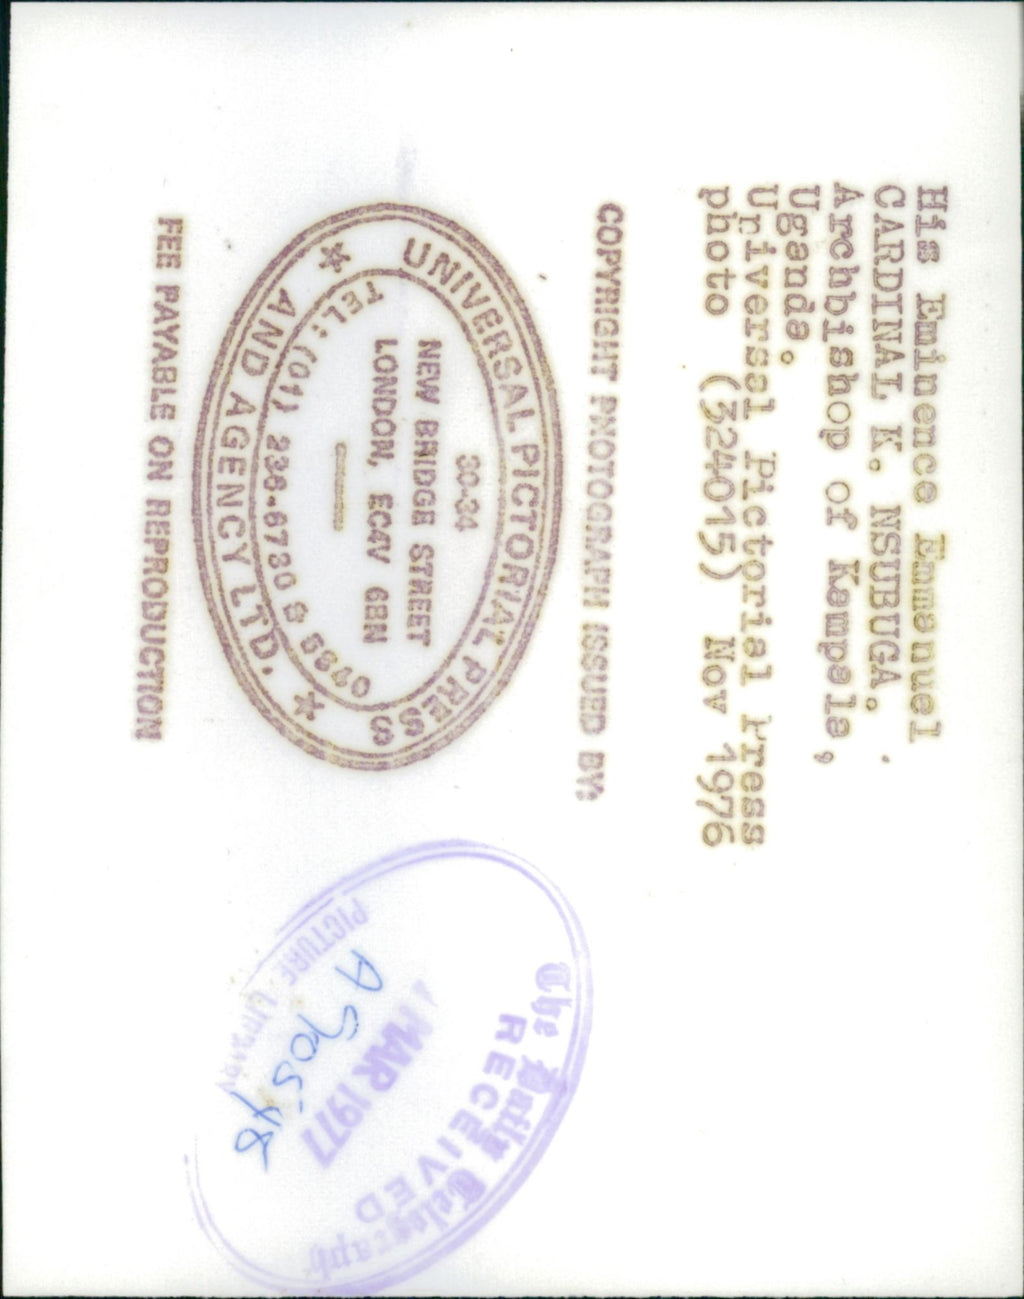 His Eminence Emmanuel
CARDINAL K. NSUBUGA.
Archbishop of Kampala,
Uganda.
Universal Pictorial Press
photo (324015) Nov 1976
COPYRIGHT PHOTOGRAPH ISSUED BY:
UNIVERSAL PICTORIAL PRESS
30-34
NEW BRIDGE STREET
LONDON, EC4V 6BN
TEL: (01) 236-6730 & 5840
AND AGENCY LTD.
FEE PAYABLE ON REPRODUCTION
The Daily Telegraph
RECEIVED
MAR 1977
A 90548
PICTURE LIBRARY